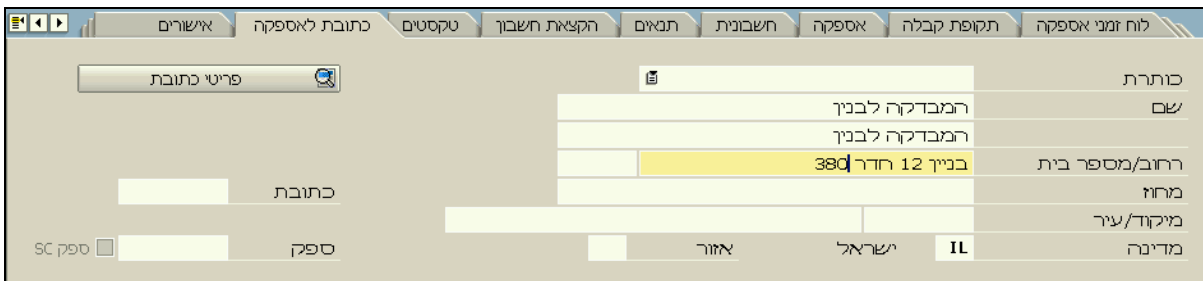 לוח זמני אספקה תקופת קבלה אספקה חשבונית תנאים הקצאת חשבון טקסטים כתובת לאספקה אישורים
כותרת פריטי כתובת
שם המבדקה לבנין
המבדקה לבנין
רחוב/מספר בית בניין 12 חדר 380
מחוז כתובת
מיקוד/עיר
מדינה IL ישראל אזור ספק ספק SC